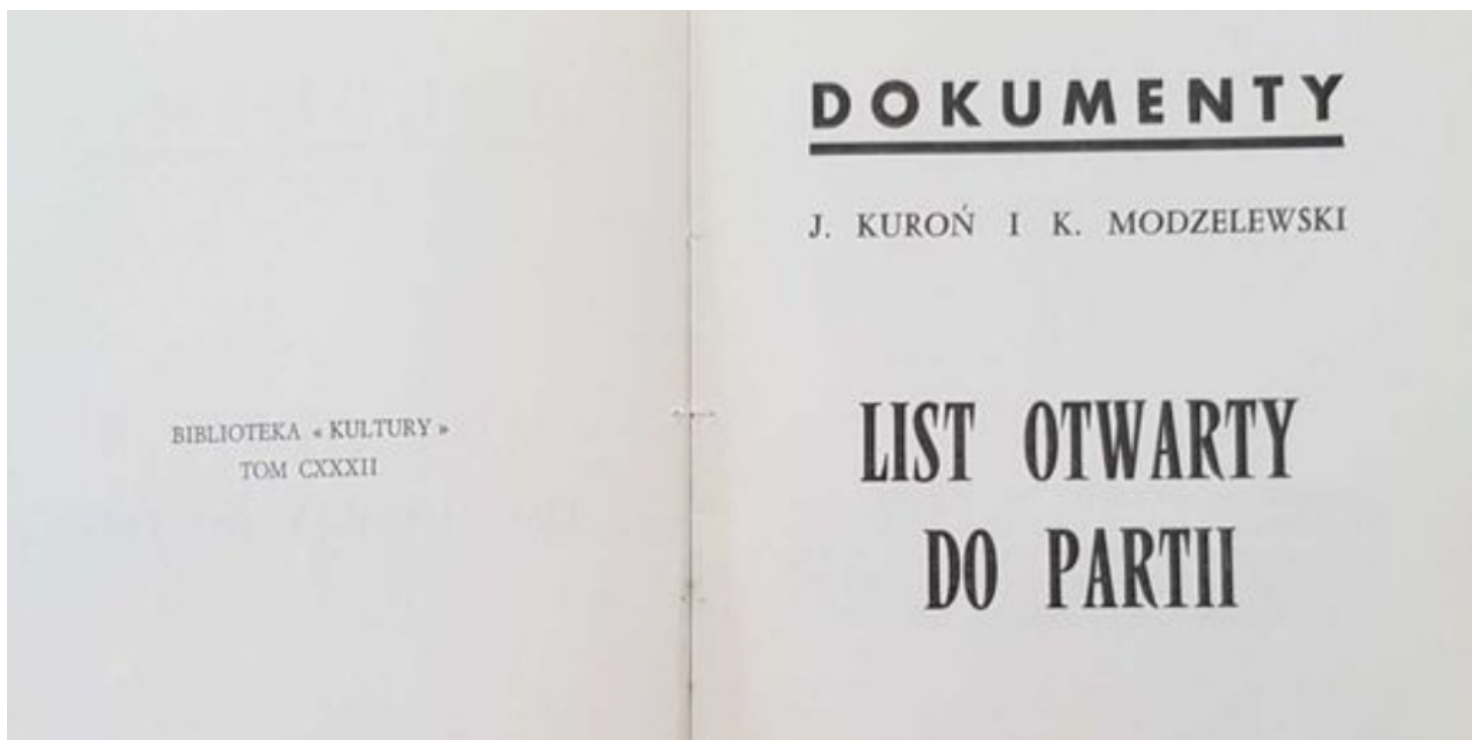 BIBLIOTEKA « KULTURY »
TOM CXXXII
DOKUMENTY
J. KUROŃ I K. MODZELEWSKI
LIST OTWARTY
DO PARTII